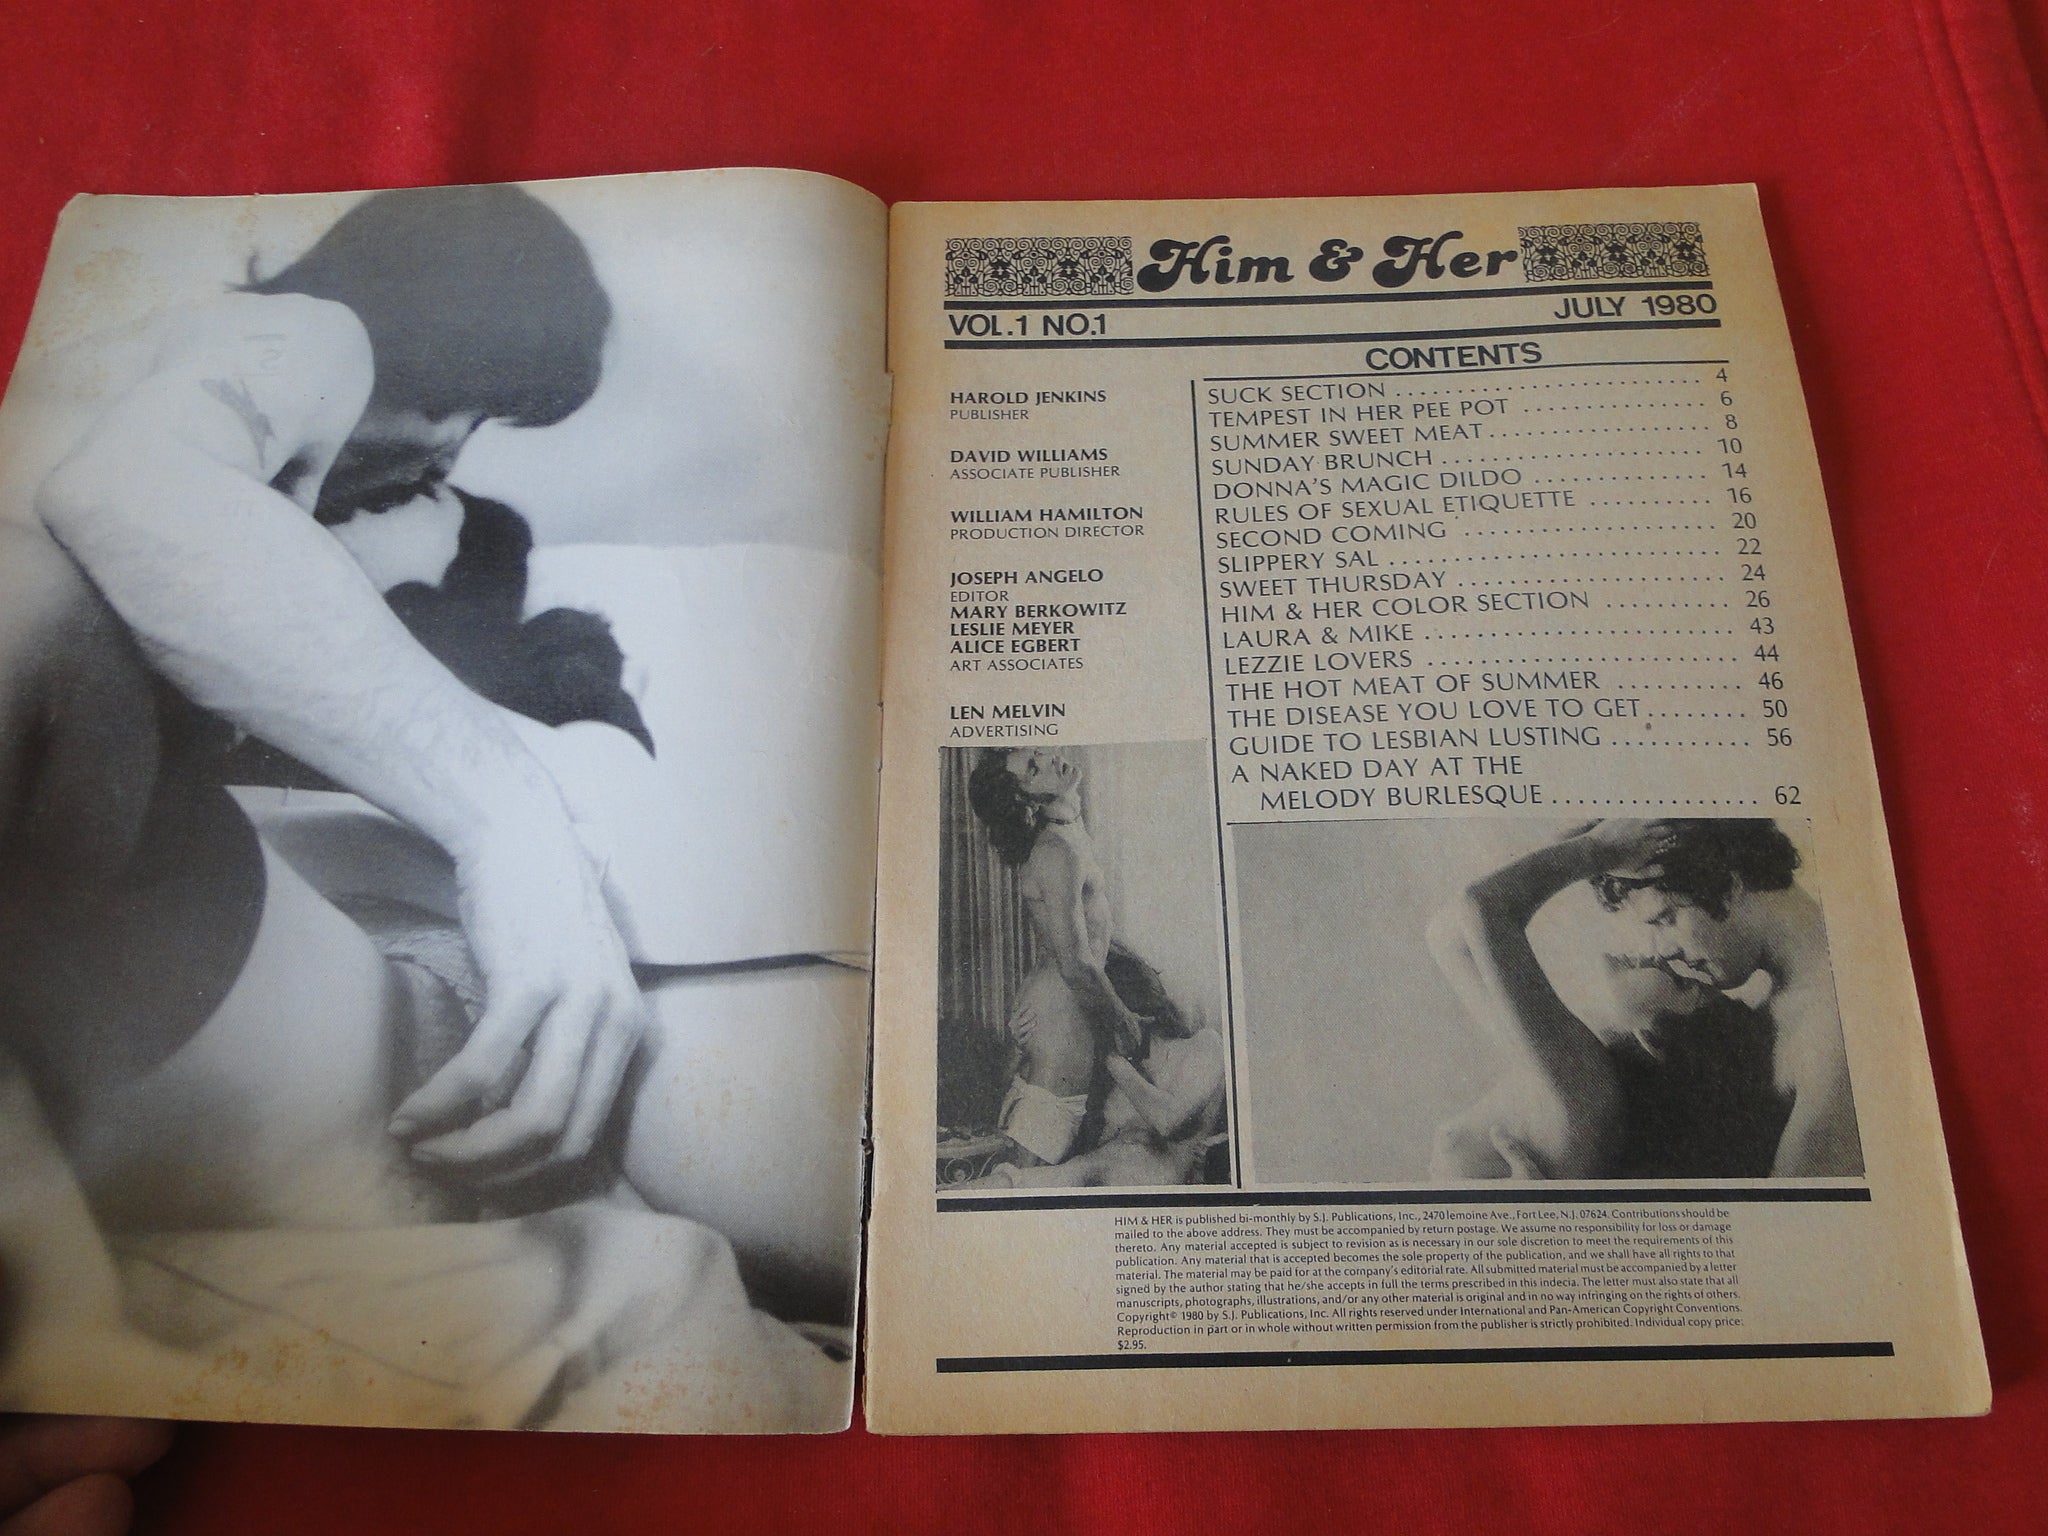 Him & Her
VOL.1 NO.1
JULY 1980
HAROLD JENKINS
PUBLISHER
DAVID WILLIAMS
ASSOCIATE PUBLISHER
WILLIAM HAMILTON
PRODUCTION DIRECTOR
JOSEPH ANGELO
EDITOR
MARY BERKOWITZ
LESLIE MEYER
ALICE EGBERT
ART ASSOCIATES
LEN MELVIN
ADVERTISING
CONTENTS
SUCK SECTION . . . . . . . . . . . . . . . . . . . . . . . . 4
TEMPEST IN HER PEE POT . . . . . . . . . . . . . . 6
SUMMER SWEET MEAT . . . . . . . . . . . . . . . . . 8
SUNDAY BRUNCH . . . . . . . . . . . . . . . . . . . . 10
DONNA'S MAGIC DILDO . . . . . . . . . . . . . 14
RULES OF SEXUAL ETIQUETTE . . . . . . . . . . 16
SECOND COMING . . . . . . . . . . . . . . . . . . . 20
SLIPPERY SAL . . . . . . . . . . . . . . . . . . . . . . . . 22
SWEET THURSDAY . . . . . . . . . . . . . . . . . . . . 24
HIM & HER COLOR SECTION . . . . . . . . . . 26
LAURA & MIKE . . . . . . . . . . . . . . . . . . . . . . . 43
LEZZIE LOVERS . . . . . . . . . . . . . . . . . . . . . . . 44
THE HOT MEAT OF SUMMER . . . . . . . . . . 46
THE DISEASE YOU LOVE TO GET . . . . . . . . 50
GUIDE TO LESBIAN LUSTING . . . . . . . . . . . 56
A NAKED DAY AT THE
MELODY BURLESQUE . . . . . . . . . . . . . . . . . 62
HIM & HER is published bi-monthly by S.J. Publications, Inc., 2470 lemoine Ave., Fort Lee, N.J. 07624. Contributions should be
mailed to the above address. They must be accompanied by return postage. We assume no responsibility for loss or damage
thereto. Any material accepted is subject to revision as is necessary in our sole discretion to meet the requirements of this
publication. Any material that is accepted becomes the sole property of the publication, and we shall have all rights to that
material. The material may be paid for at the company's editorial rate. All submitted material must be accompanied by a letter
signed by the author stating that he/she accepts in full the terms prescribed in this indecia. The letter must also state that all
manuscripts, photographs, illustrations, and/or any other material is original and in no way infringing on the rights of others.
Copyright© 1980 by S.J. Publications, Inc. All rights reserved under International and Pan-American Copyright Conventions.
Reproduction in part or in whole without written permission from the publisher is strictly prohibited. Individual copy price:
$2.95.